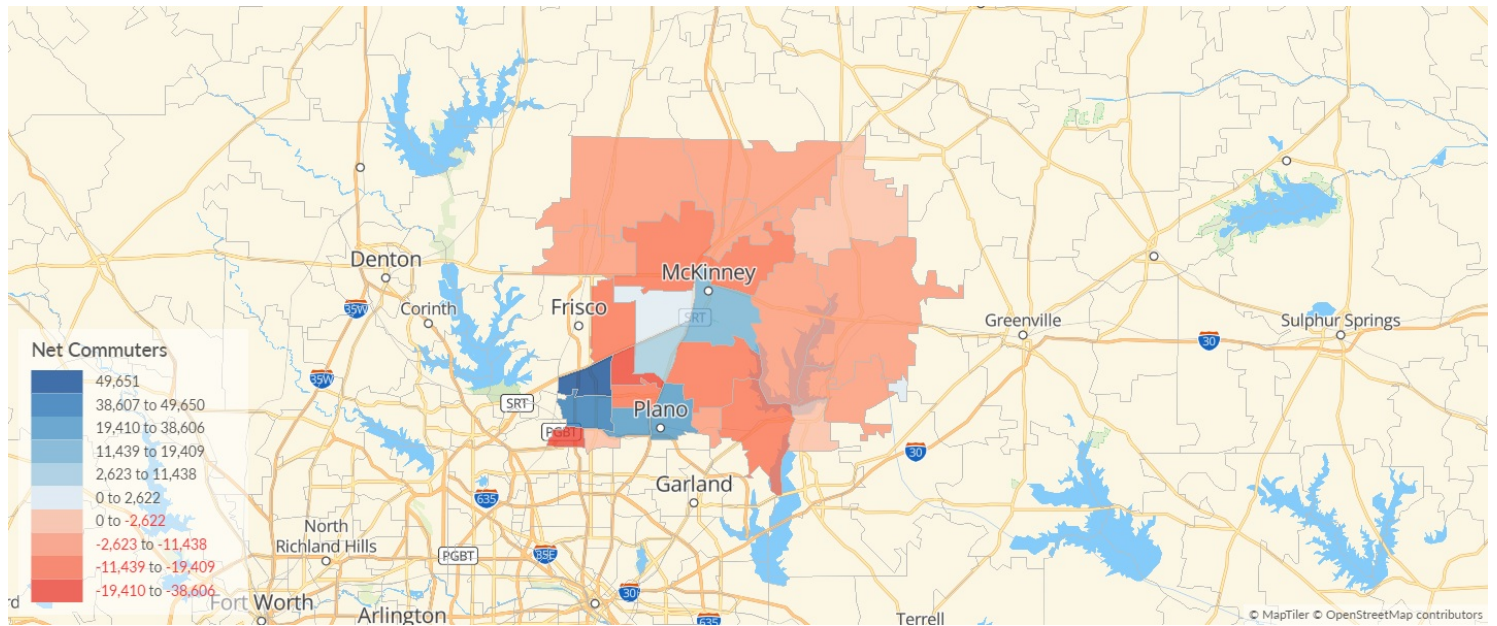 Denton
McKinney
35W
Corinth
Frisco
SRT
Greenville
Sulphur Springs
30
Net Commuters
49,651
38,607 to 49,650
19,410 to 38,606
11,439 to 19,409
2,623 to 11,438
0 to 2,622
0 to -2,622
-2,623 to -11,438
-11,439 to -19,409
-19,410 to -38,606
35W
SRT
Plano
PGBT
30
Garland
635
North
Richland Hills
PGBT
35E
30
Fort Worth
Arlington
635
Terrell
© MapTiler © OpenStreetMap contributors